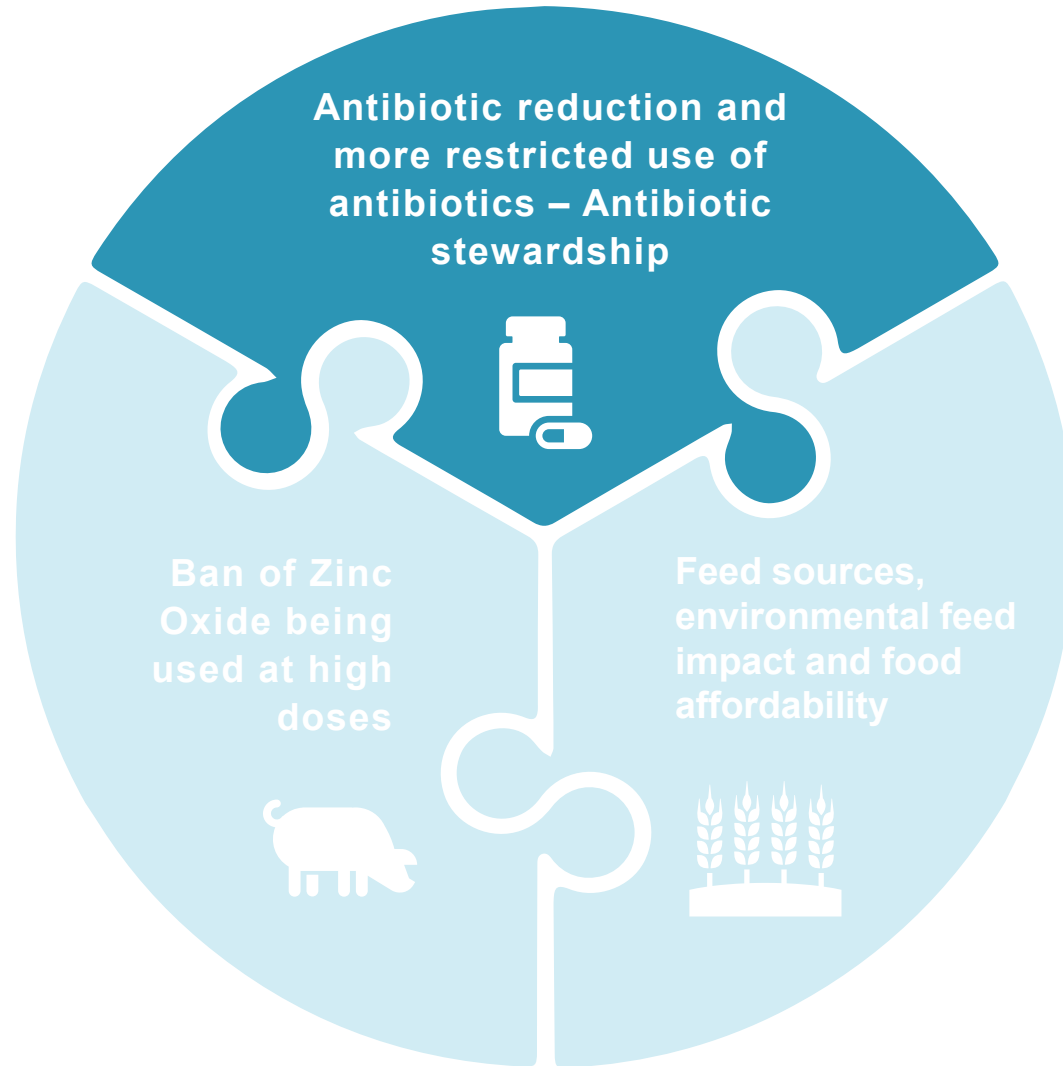 Antibiotic reduction and
more restricted use of
antibiotics – Antibiotic
stewardship
Ban of Zinc
Oxide being
used at high
doses
Feed sources,
environmental feed
impact and food
affordability